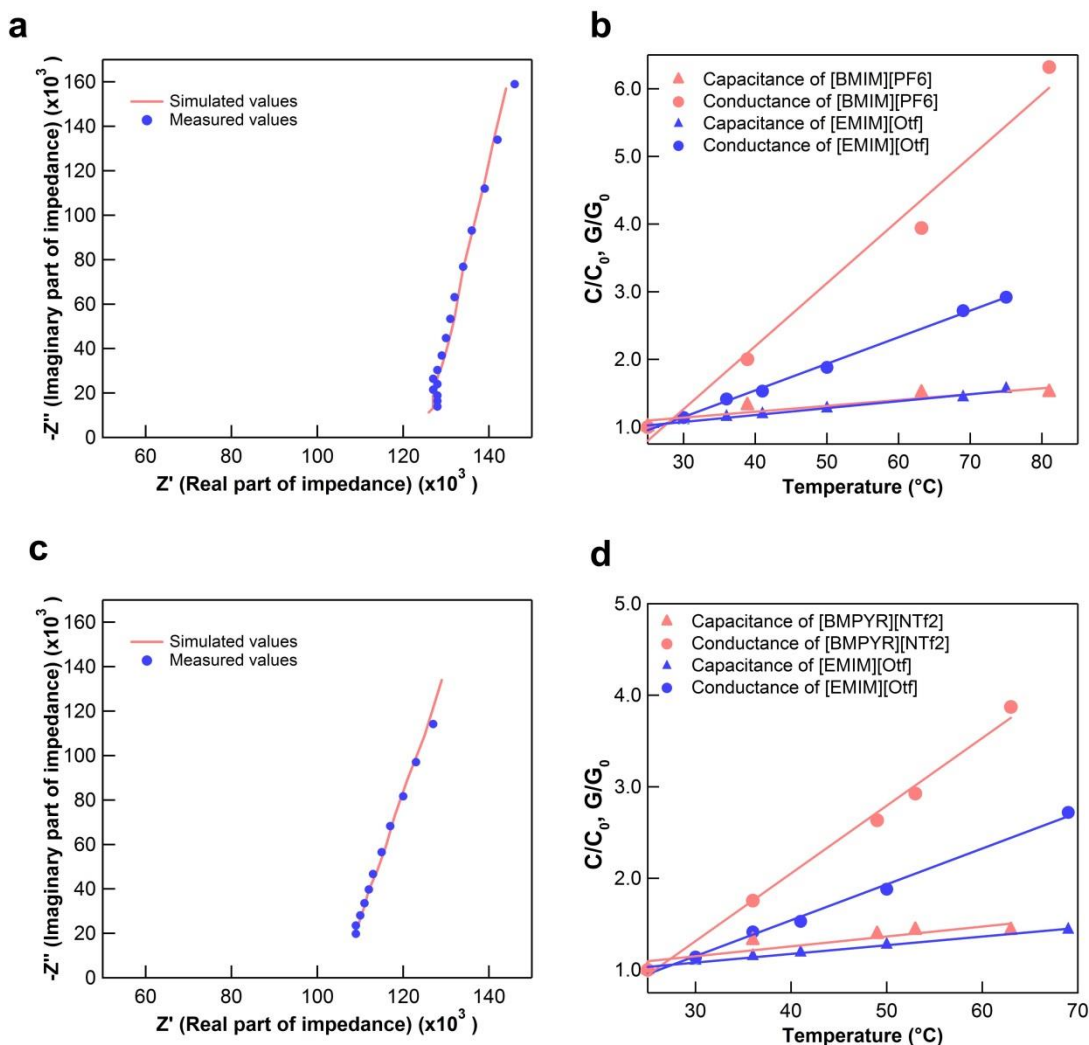 a
-Z'' (Imaginary part of impedance) (x10³ )
160
140
120
100
80
60
40
20
0
Simulated values
Measured values
60 80 100 120 140
Z' (Real part of impedance) (x10³ )
b
C/C₀, G/G₀
6.0
5.0
4.0
3.0
2.0
1.0
Capacitance of [BMIM][PF6]
Conductance of [BMIM][PF6]
Capacitance of [EMIM][Otf]
Conductance of [EMIM][Otf]
30 40 50 60 70 80
Temperature (°C)
c
-Z'' (Imaginary part of impedance) (x10³ )
160
140
120
100
80
60
40
20
0
Simulated values
Measured values
60 80 100 120 140
Z' (Real part of impedance) (x10³ )
d
C/C₀, G/G₀
5.0
4.0
3.0
2.0
1.0
Capacitance of [BMPYR][NTf2]
Conductance of [BMPYR][NTf2]
Capacitance of [EMIM][Otf]
Conductance of [EMIM][Otf]
30 40 50 60 70
Temperature (°C)